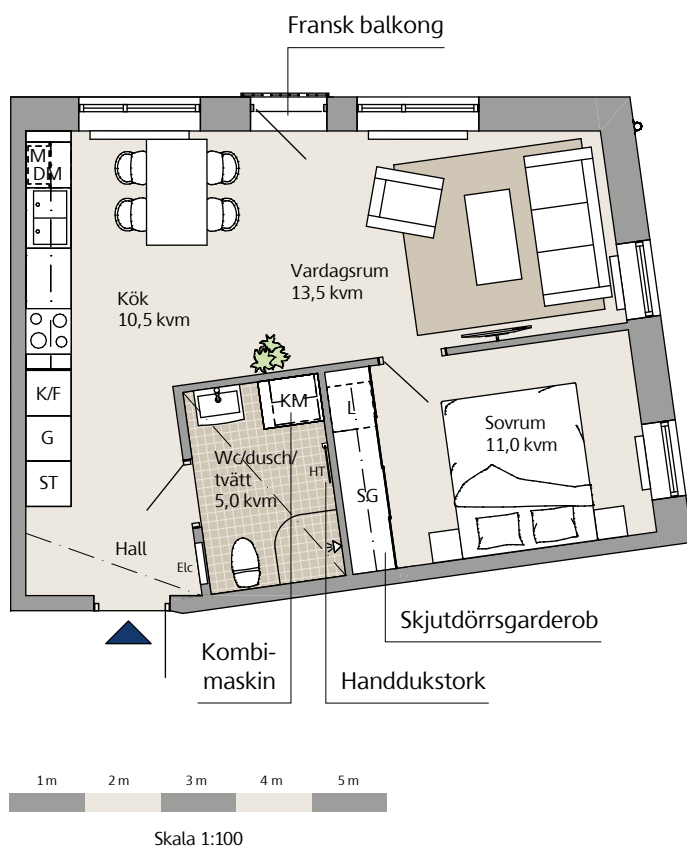 Fransk balkong
M
DM
Kök
10,5 kvm
Vardagsrum
13,5 kvm
K/F
G
ST
KM
L
Sovrum
11,0 kvm
Wc/dusch/
tvätt
5,0 kvm
HT
SG
Hall
Elc
Skjutdörrsgarderob
Kombi-
maskin
Handdukstork
1 m 2 m 3 m 4 m 5 m
Skala 1:100